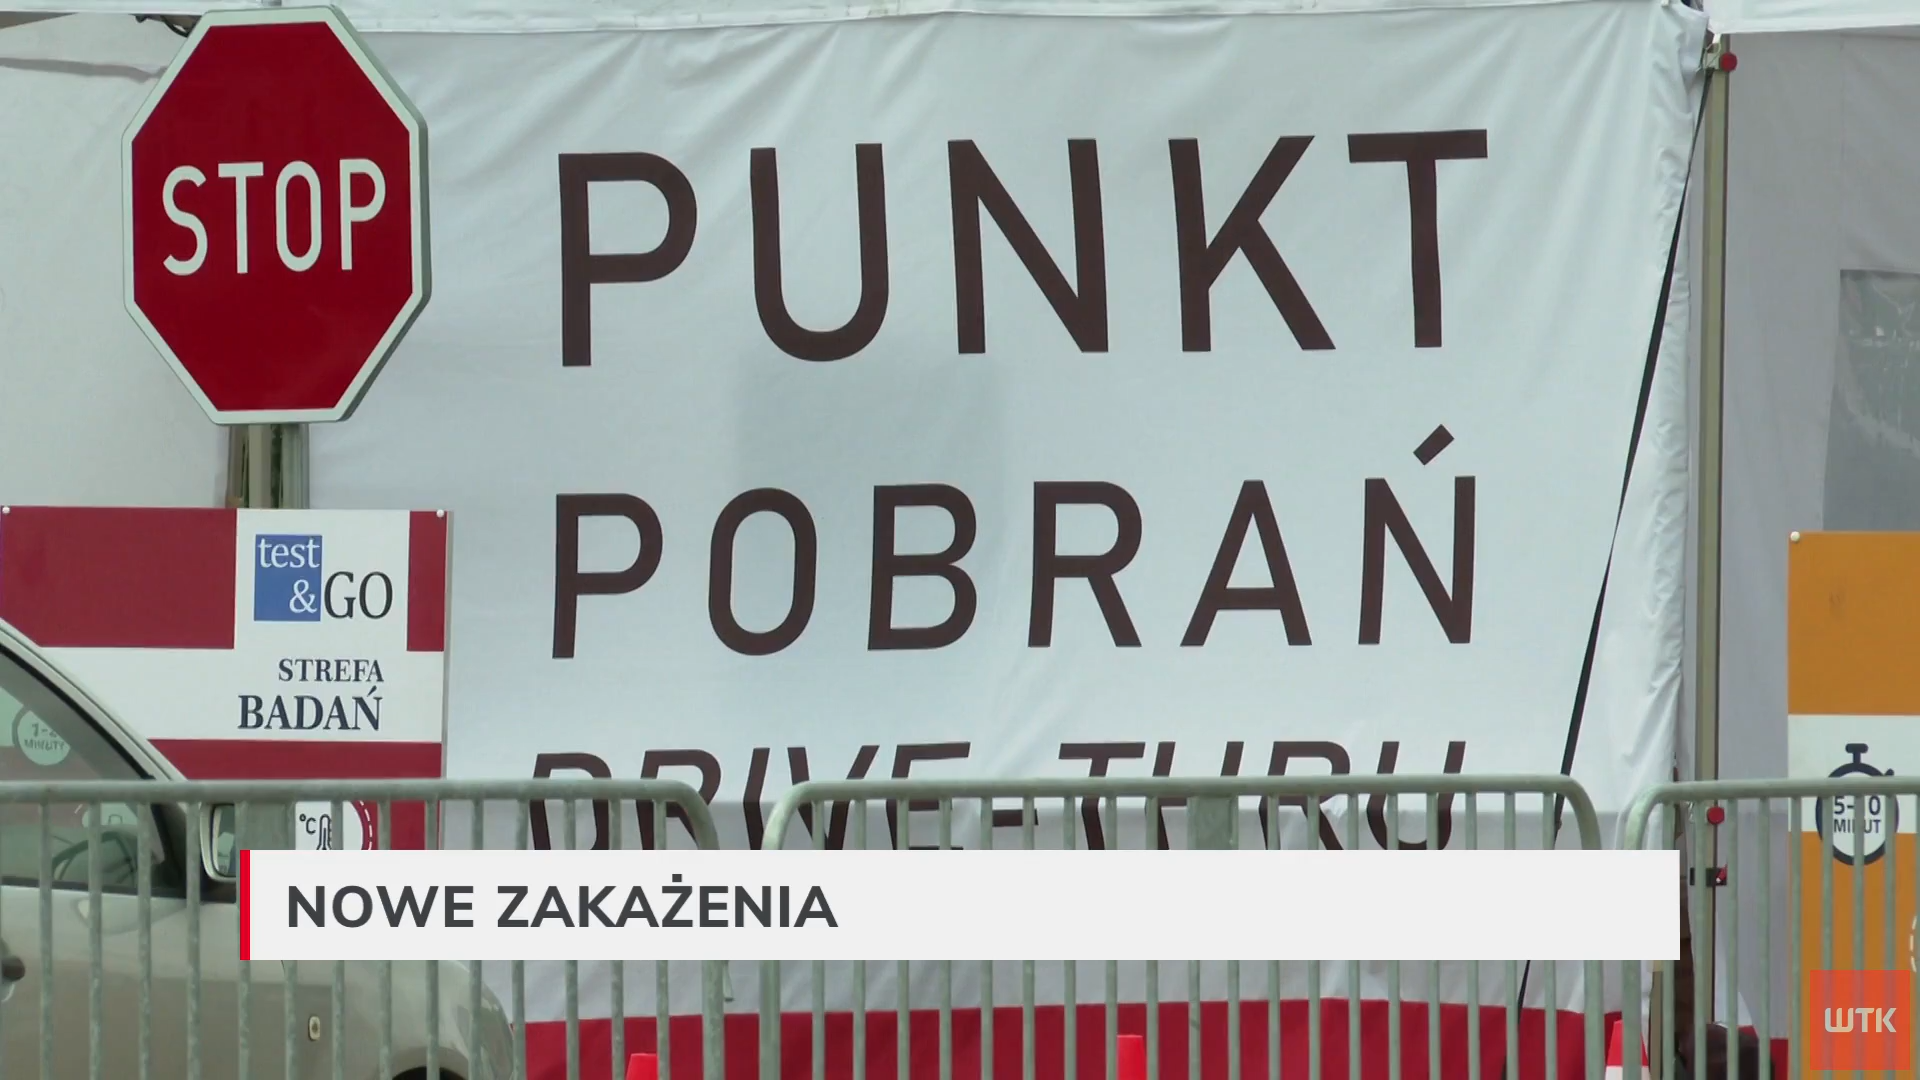 STOP
PUNKT
POBRAŃ
DRIVE-THRU
test
&GO
STREFA
BADAŃ
1-2
MINUTY
°C
5-10
MINUT
NOWE ZAKAŻENIA
WTK